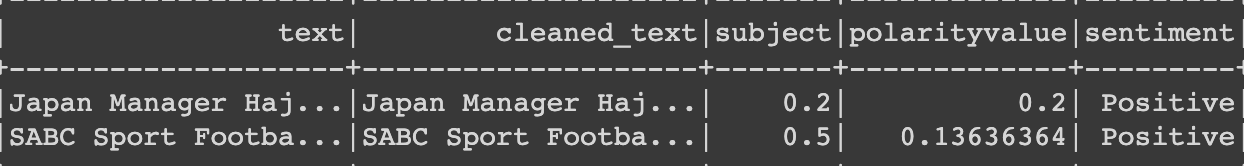 |                text|        cleaned_text|subject|polarityvalue|sentiment|
+--------------------+--------------------+-------+-------------+---------+
|Japan Manager Haj...|Japan Manager Haj...|    0.2|          0.2| Positive|
|SABC Sport Footba...|SABC Sport Footba...|    0.5|   0.13636364| Positive|